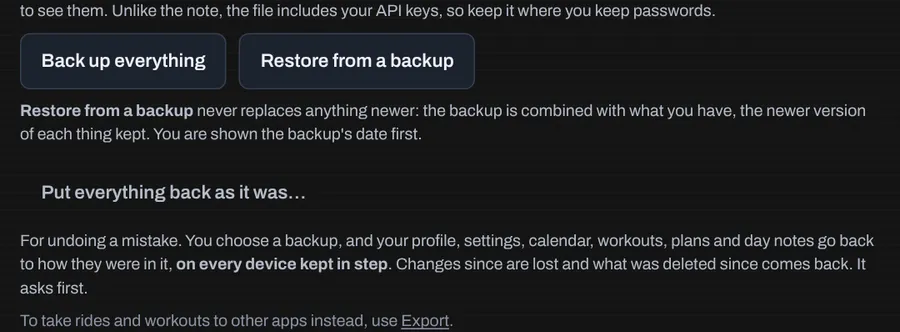 to see them. Unlike the note, the file includes your API keys, so keep it where you keep passwords.
Back up everything
Restore from a backup
Restore from a backup never replaces anything newer: the backup is combined with what you have, the newer version
of each thing kept. You are shown the backup's date first.
Put everything back as it was...
For undoing a mistake. You choose a backup, and your profile, settings, calendar, workouts, plans and day notes go back
to how they were in it, on every device kept in step. Changes since are lost and what was deleted since comes back. It
asks first.
To take rides and workouts to other apps instead, use Export.